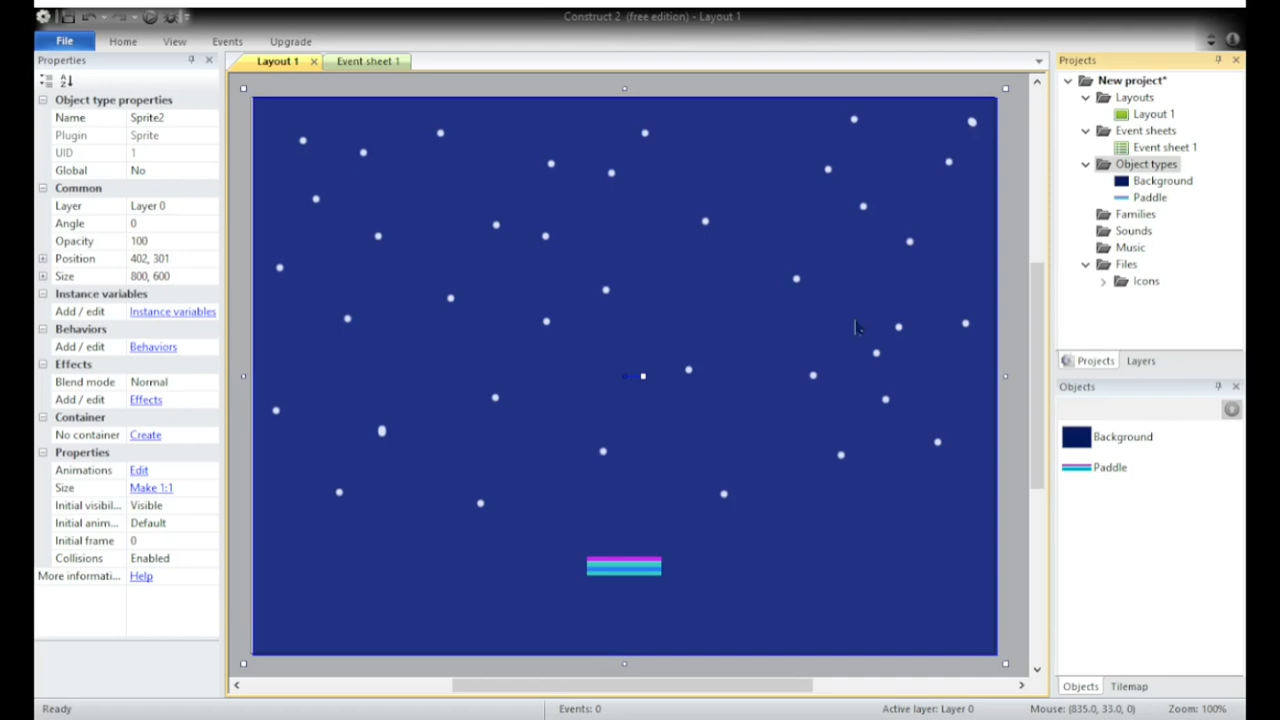 Construct 2 (free edition) - Layout 1
File Home View Events Upgrade
Properties
Object type properties
Name Sprite2
Plugin Sprite
UID 1
Global No
Common
Layer Layer 0
Angle 0
Opacity 100
Position 402, 301
Size 800, 600
Instance variables
Add / edit Instance variables
Behaviors
Add / edit Behaviors
Effects
Blend mode Normal
Add / edit Effects
Container
No container Create
Properties
Animations Edit
Size Make 1:1
Initial visibil... Visible
Initial anim... Default
Initial frame 0
Collisions Enabled
More informati... Help
Layout 1 Event sheet 1
Projects
New project*
Layouts
Layout 1
Event sheets
Event sheet 1
Object types
Background
Paddle
Families
Sounds
Music
Files
Icons
Projects Layers
Objects
Background
Paddle
Objects Tilemap
Ready Events: 0 Active layer: Layer 0 Mouse: (835.0, 33.0, 0) Zoom: 100%